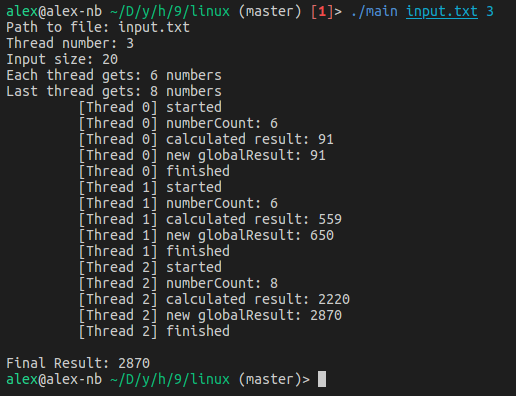 alex@alex-nb ~/D/y/h/9/linux (master) [1]> ./main input.txt 3
Path to file: input.txt
Thread number: 3
Input size: 20
Each thread gets: 6 numbers
Last thread gets: 8 numbers
[Thread 0] started
[Thread 0] numberCount: 6
[Thread 0] calculated result: 91
[Thread 0] new globalResult: 91
[Thread 0] finished
[Thread 1] started
[Thread 1] numberCount: 6
[Thread 1] calculated result: 559
[Thread 1] new globalResult: 650
[Thread 1] finished
[Thread 2] started
[Thread 2] numberCount: 8
[Thread 2] calculated result: 2220
[Thread 2] new globalResult: 2870
[Thread 2] finished
Final Result: 2870
alex@alex-nb ~/D/y/h/9/linux (master)>